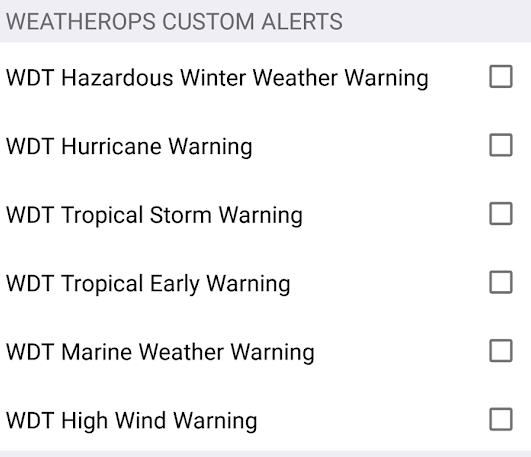 WEATHEROPS CUSTOM ALERTS
WDT Hazardous Winter Weather Warning
WDT Hurricane Warning
WDT Tropical Storm Warning
WDT Tropical Early Warning
WDT Marine Weather Warning
WDT High Wind Warning